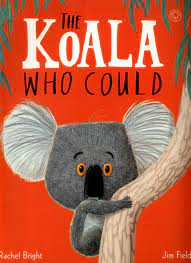 THE
KOALA
WHO COULD
Rachel Bright
Jim Field